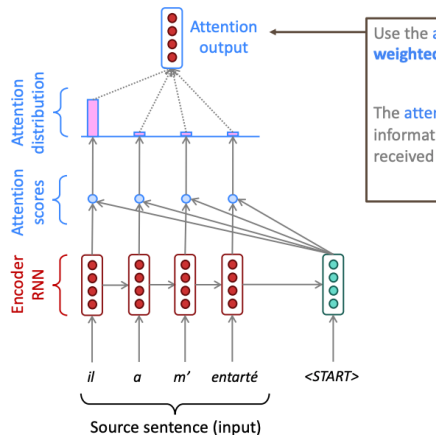 Attention
output
Use the a
weighted
The atten
informat
received
Attention
distribution
Attention
scores
Encoder
RNN
il
a
m’
entarté
<START>
Source sentence (input)